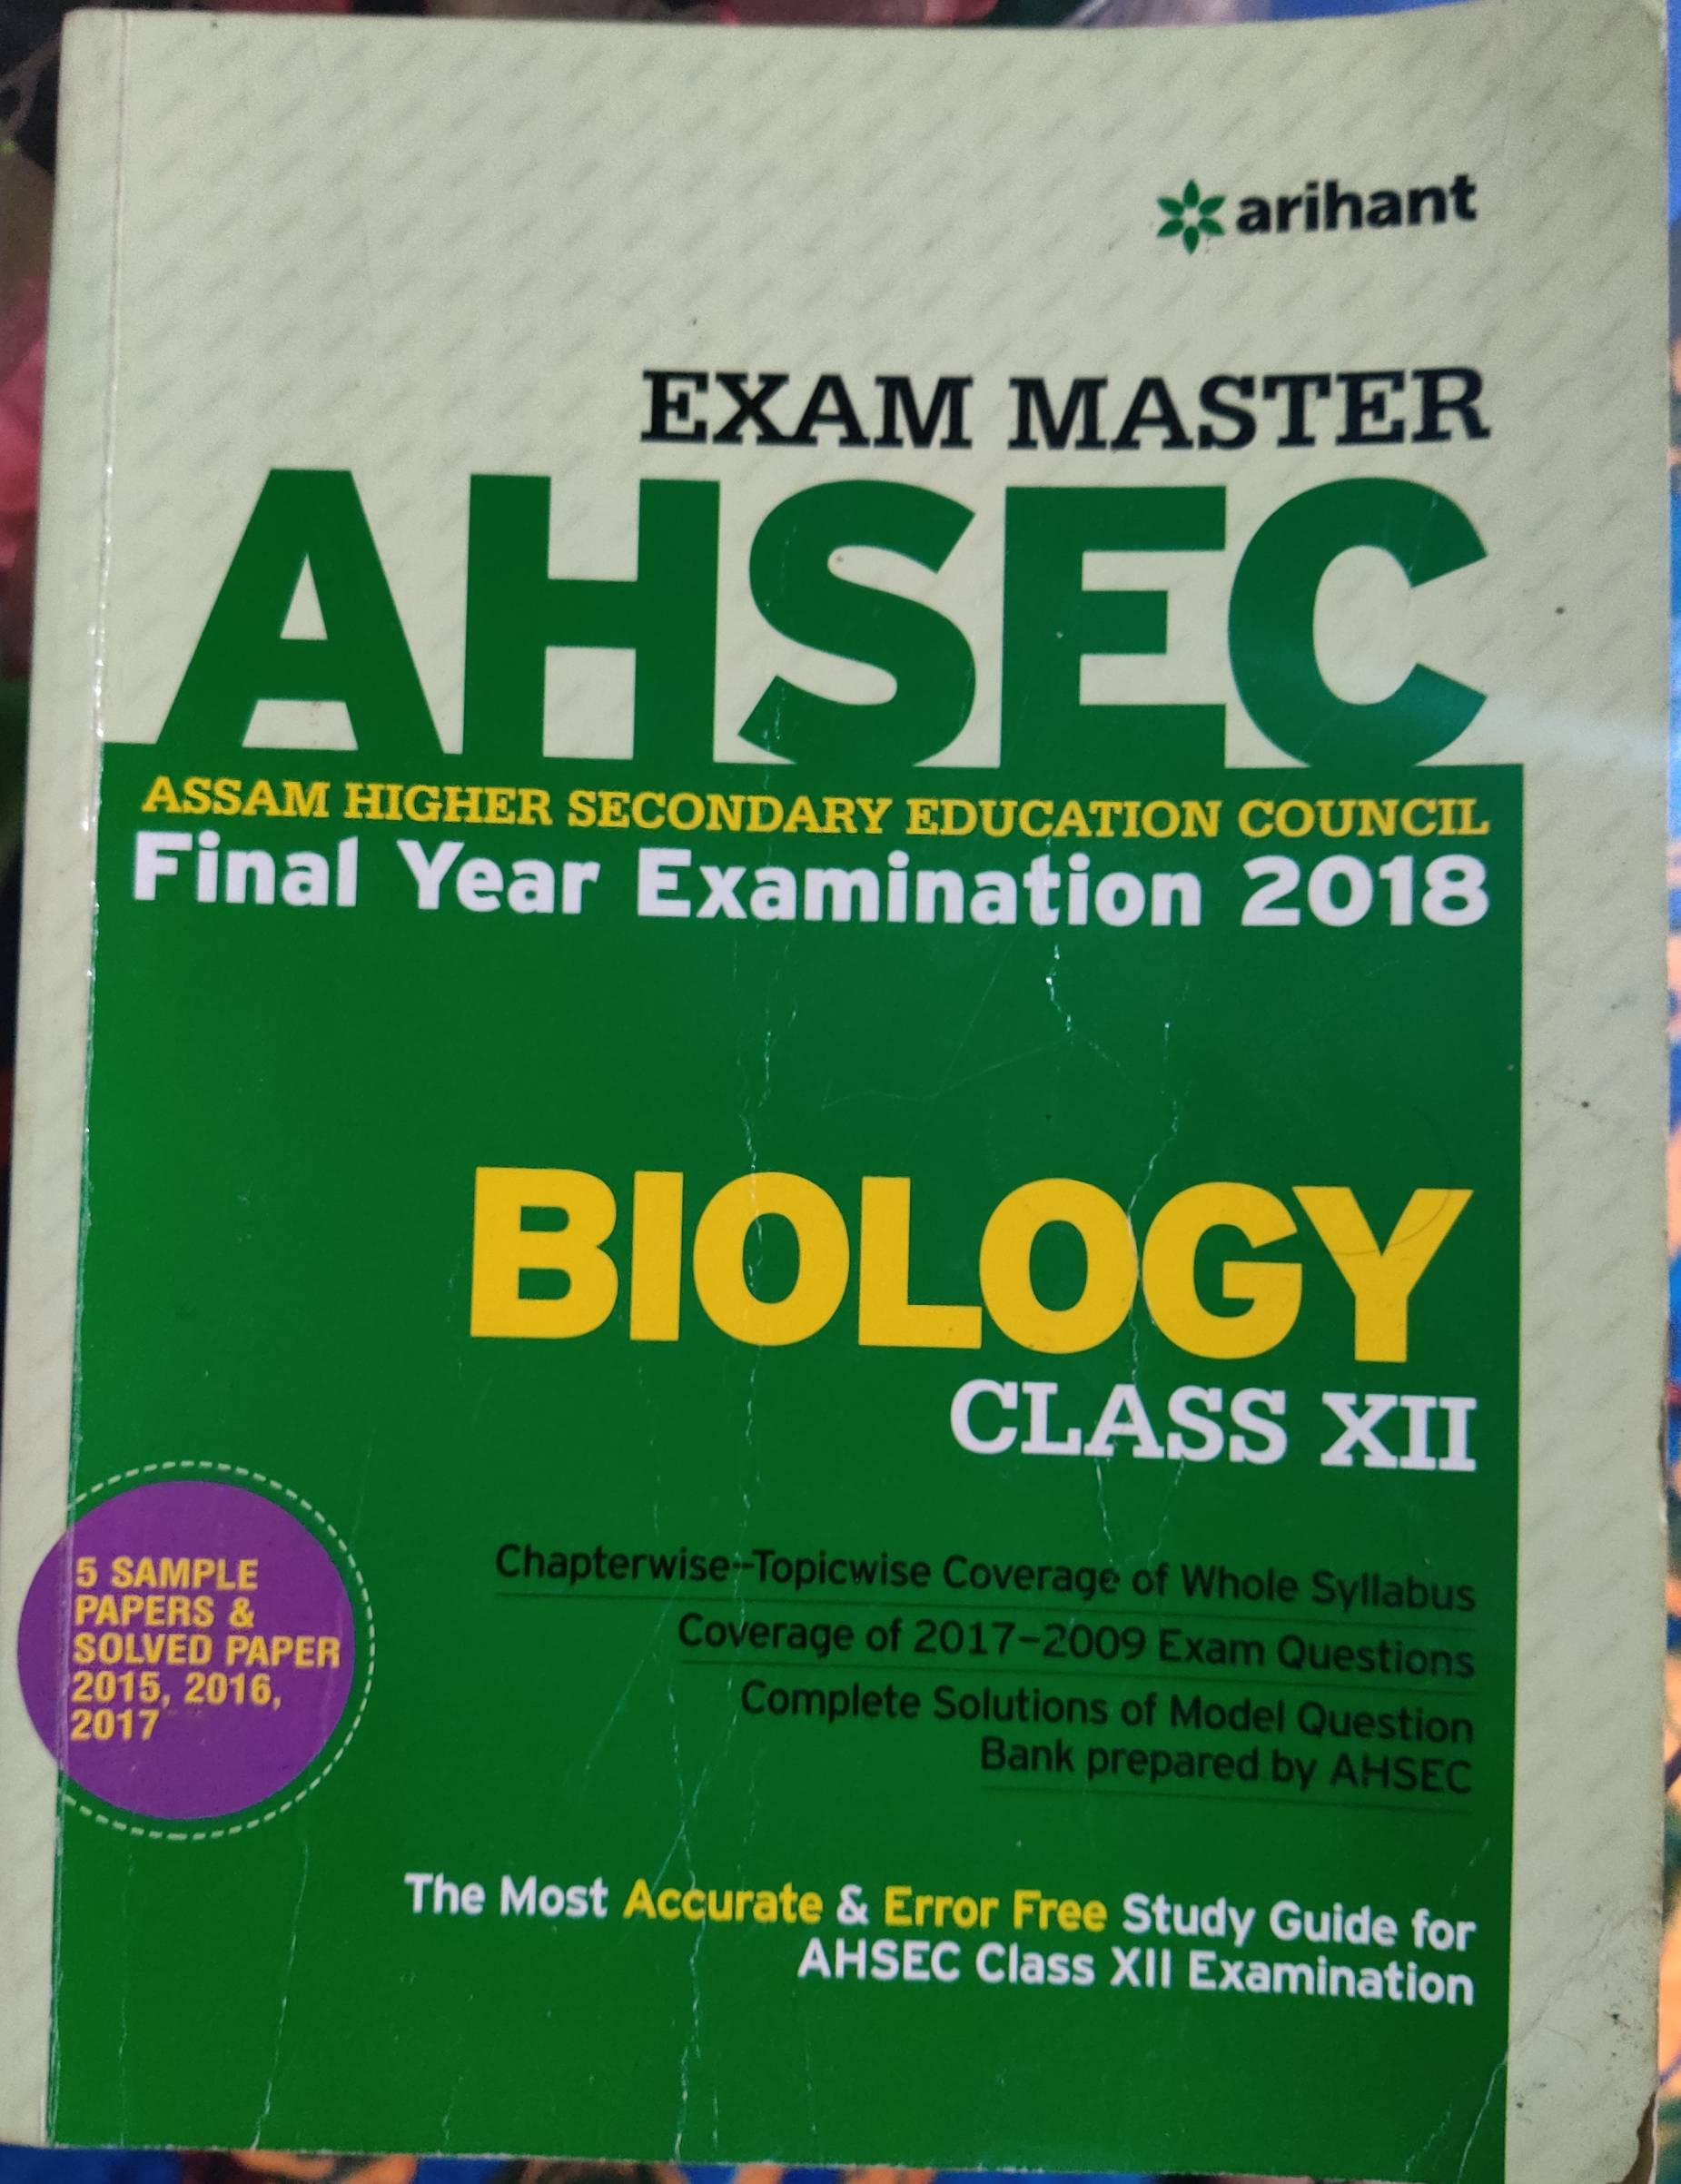 arihant
EXAM MASTER
AHSEC
ASSAM HIGHER SECONDARY EDUCATION COUNCIL
Final Year Examination 2018
BIOLOGY
CLASS XII
5 SAMPLE
PAPERS &
SOLVED PAPER
2015, 2016,
2017
Chapterwise--Topicwise Coverage of Whole Syllabus
Coverage of 2017-2009 Exam Questions
Complete Solutions of Model Question
Bank prepared by AHSEC
The Most Accurate & Error Free Study Guide for
AHSEC Class XII Examination